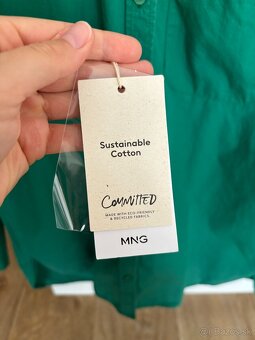 Sustainable
Cotton
COMMITTED
MADE WITH ECO-FRIENDLY
& RECYCLED FABRICS
MNG